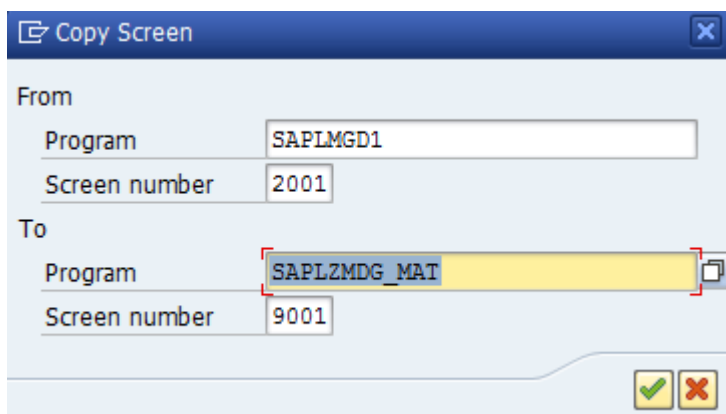 Copy Screen
From
Program SAPLMGD1
Screen number 2001
To
Program SAPLZMDG_MAT
Screen number 9001